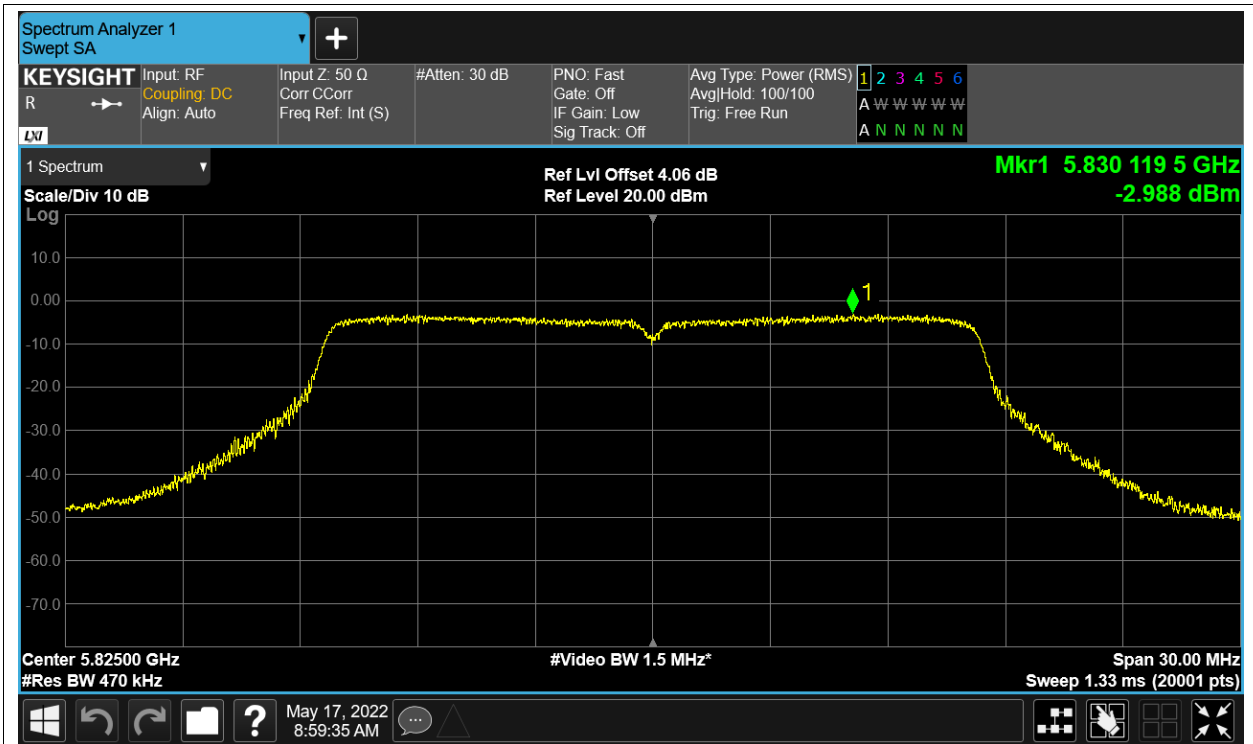 Spectrum Analyzer 1
Swept SA
KEYSIGHT
R
LXI
Input: RF
Coupling: DC
Align: Auto
Input Z: 50 Ω
Corr CCorr
Freq Ref: Int (S)
#Atten: 30 dB
PNO: Fast
Gate: Off
IF Gain: Low
Sig Track: Off
Avg Type: Power (RMS)
Avg|Hold: 100/100
Trig: Free Run
1 2 3 4 5 6
A W W W W W
A N N N N N
1 Spectrum
Scale/Div 10 dB
Log
Ref Lvl Offset 4.06 dB
Ref Level 20.00 dBm
Mkr1 5.830 119 5 GHz
-2.988 dBm
10.0
0.00
-10.0
-20.0
-30.0
-40.0
-50.0
-60.0
-70.0
1
Center 5.82500 GHz
#Res BW 470 kHz
#Video BW 1.5 MHz*
Span 30.00 MHz
Sweep 1.33 ms (20001 pts)
?
May 17, 2022
8:59:35 AM